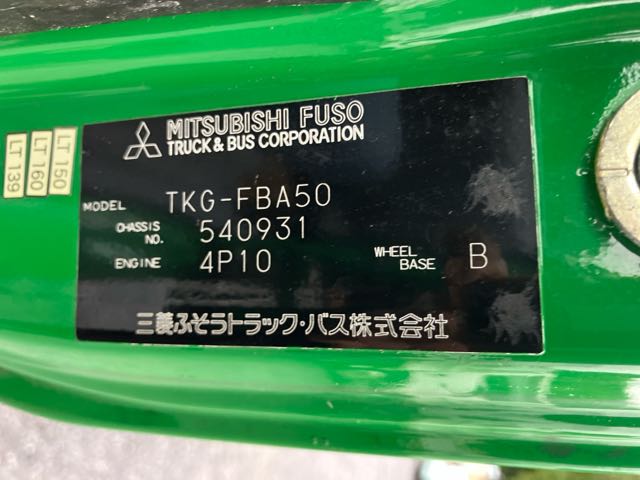 MITSUBISHI FUSO
TRUCK & BUS CORPORATION
MODEL TKG-FBA50
CHASSIS NO. 540931
ENGINE 4P10 WHEEL BASE B
三菱ふそうトラック・バス株式会社
LT 150
LT 160
LT 139